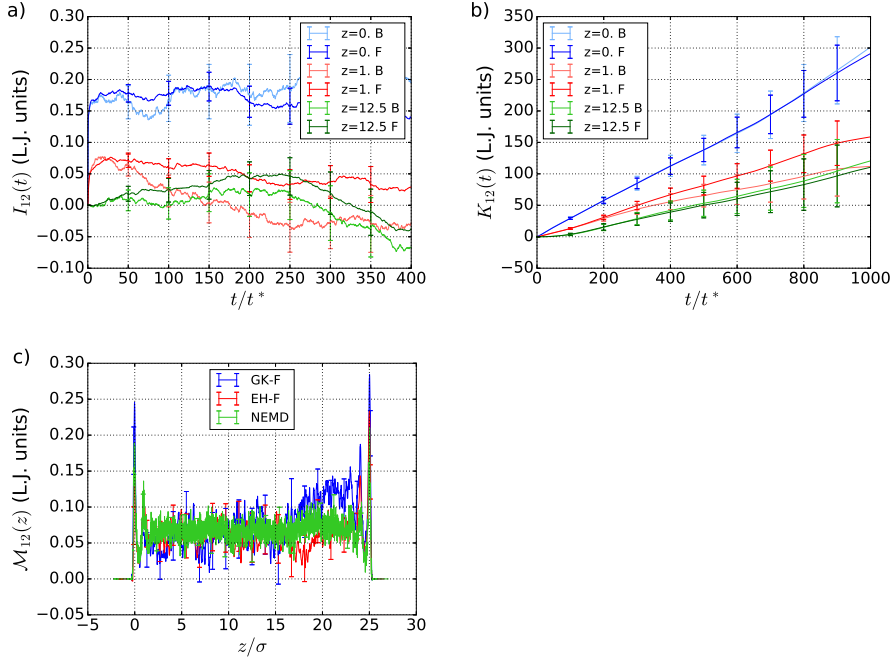 a)
I₁₂(t) (L.J. units)
0.30
0.25
0.20
0.15
0.10
0.05
0.00
−0.05
−0.10
0 50 100 150 200 250 300 350 400
t/t*
z=0. B
z=0. F
z=1. B
z=1. F
z=12.5 B
z=12.5 F
b)
K₁₂(t) (L.J. units)
350
300
250
200
150
100
50
0
−50
0 200 400 600 800 1000
t/t*
z=0. B
z=0. F
z=1. B
z=1. F
z=12.5 B
z=12.5 F
c)
ℳ₁₂(z) (L.J. units)
0.30
0.25
0.20
0.15
0.10
0.05
0.00
−0.05
−5 0 5 10 15 20 25 30
z/σ
GK-F
EH-F
NEMD